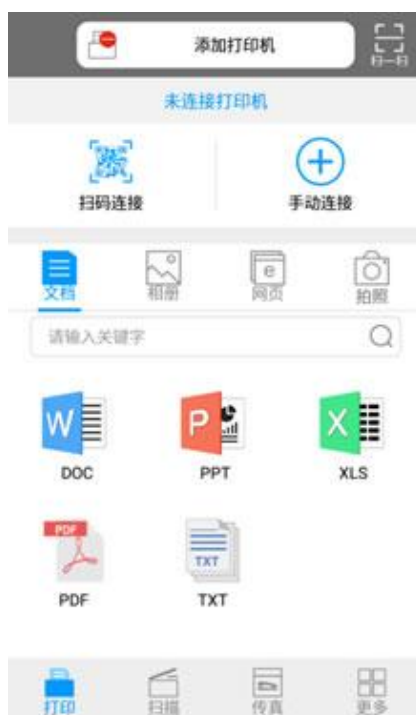 添加打印机
扫一扫
未连接打印机
扫码连接 手动连接
文档 相册 e 网页 拍照
请输入关键字
W P X
DOC PPT XLS
PDF TXT
PDF TXT
打印 扫描 传真 更多